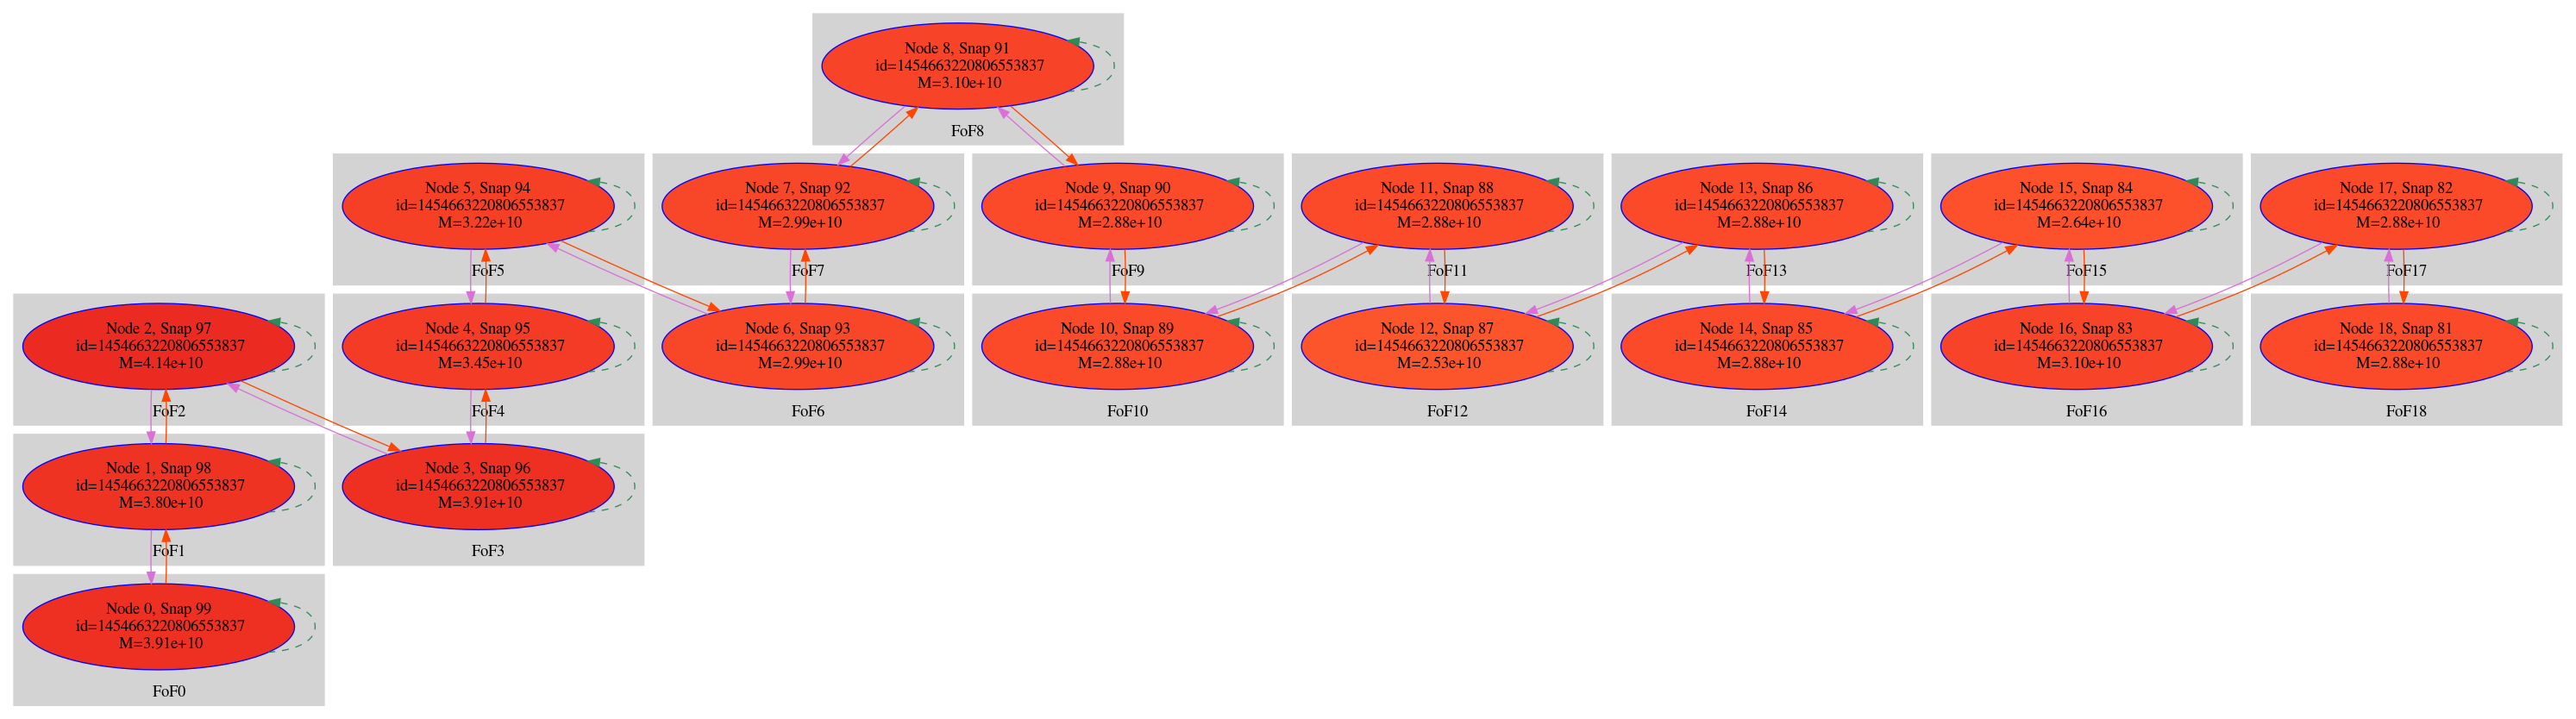 Node 8, Snap 91
id=1454663220806553837
M=3.10e+10
FoF8
Node 5, Snap 94
id=1454663220806553837
M=3.22e+10
FoF5
Node 7, Snap 92
id=1454663220806553837
M=2.99e+10
FoF7
Node 9, Snap 90
id=1454663220806553837
M=2.88e+10
FoF9
Node 11, Snap 88
id=1454663220806553837
M=2.88e+10
FoF11
Node 13, Snap 86
id=1454663220806553837
M=2.88e+10
FoF13
Node 15, Snap 84
id=1454663220806553837
M=2.64e+10
FoF15
Node 17, Snap 82
id=1454663220806553837
M=2.88e+10
FoF17
Node 2, Snap 97
id=1454663220806553837
M=4.14e+10
FoF2
Node 4, Snap 95
id=1454663220806553837
M=3.45e+10
FoF4
Node 6, Snap 93
id=1454663220806553837
M=2.99e+10
FoF6
Node 10, Snap 89
id=1454663220806553837
M=2.88e+10
FoF10
Node 12, Snap 87
id=1454663220806553837
M=2.53e+10
FoF12
Node 14, Snap 85
id=1454663220806553837
M=2.88e+10
FoF14
Node 16, Snap 83
id=1454663220806553837
M=3.10e+10
FoF16
Node 18, Snap 81
id=1454663220806553837
M=2.88e+10
FoF18
Node 1, Snap 98
id=1454663220806553837
M=3.80e+10
FoF1
Node 3, Snap 96
id=1454663220806553837
M=3.91e+10
FoF3
Node 0, Snap 99
id=1454663220806553837
M=3.91e+10
FoF0